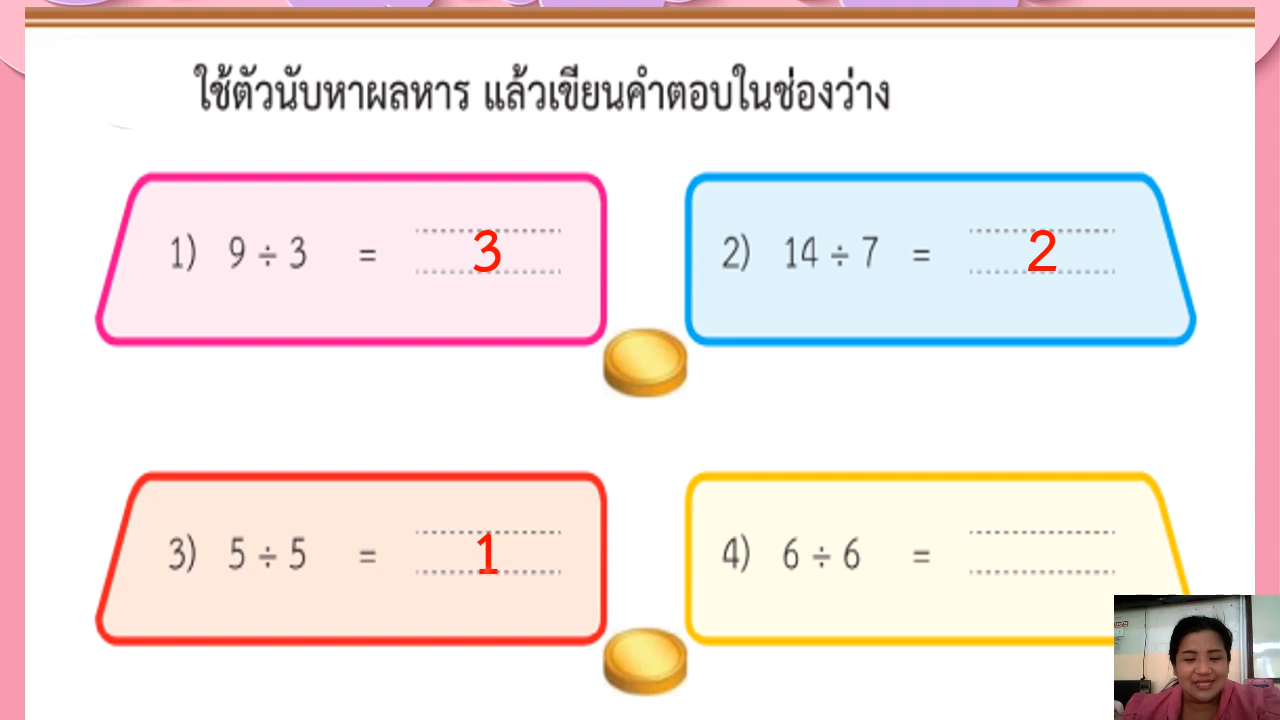 ใช้ตัวนับหาผลหาร แล้วเขียนคำตอบในช่องว่าง
1) 9 ÷ 3 = 3
2) 14 ÷ 7 = 2
3) 5 ÷ 5 = 1
4) 6 ÷ 6 =